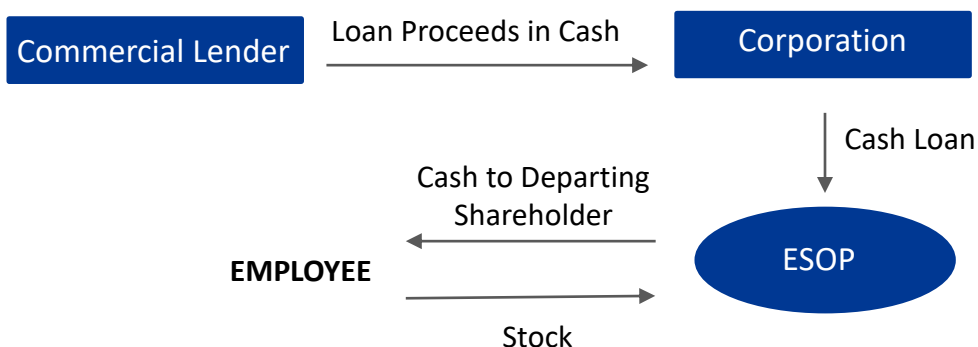 Commercial Lender
Loan Proceeds in Cash
Corporation
Cash Loan
Cash to Departing
Shareholder
EMPLOYEE
ESOP
Stock